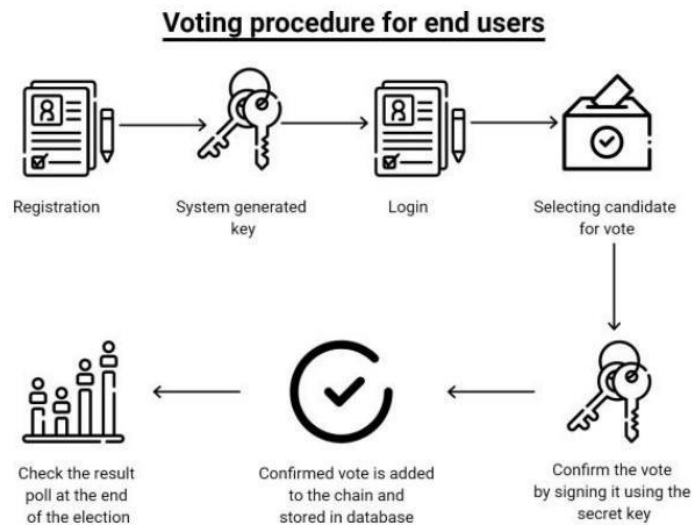 Voting procedure for end users
Registration
System generated
key
Login
Selecting candidate
for vote
Check the result
poll at the end
of the election
Confirmed vote is added
to the chain and
stored in database
Confirm the vote
by signing it using the
secret key